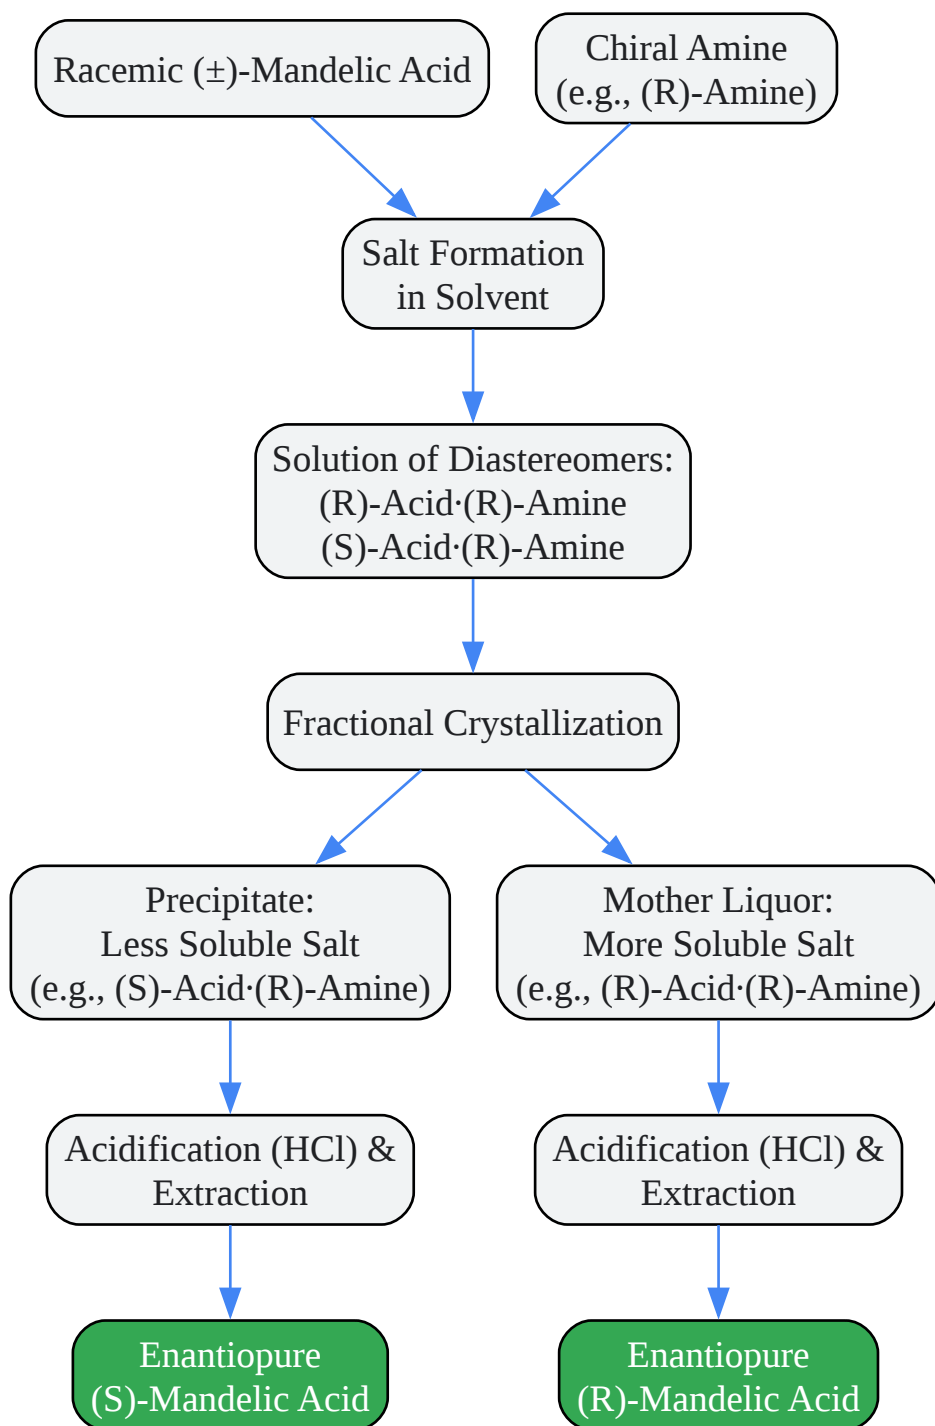 Racemic (±)-Mandelic Acid
Chiral Amine
(e.g., (R)-Amine)
Salt Formation
in Solvent
Solution of Diastereomers:
(R)-Acid·(R)-Amine
(S)-Acid·(R)-Amine
Fractional Crystallization
Precipitate:
Less Soluble Salt
(e.g., (S)-Acid·(R)-Amine)
Mother Liquor:
More Soluble Salt
(e.g., (R)-Acid·(R)-Amine)
Acidification (HCl) &
Extraction
Acidification (HCl) &
Extraction
Enantiopure
(S)-Mandelic Acid
Enantiopure
(R)-Mandelic Acid